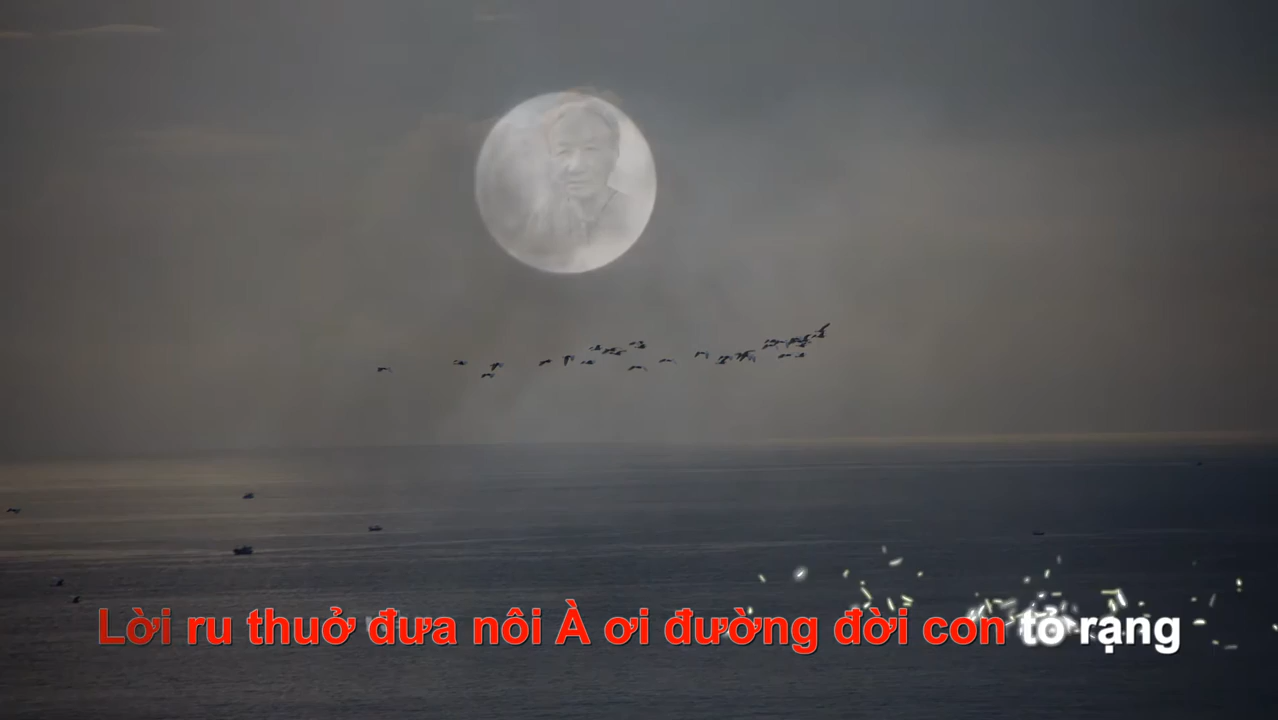 Lời ru thuở đưa nôi À ơi đường đời con tỏ rạng